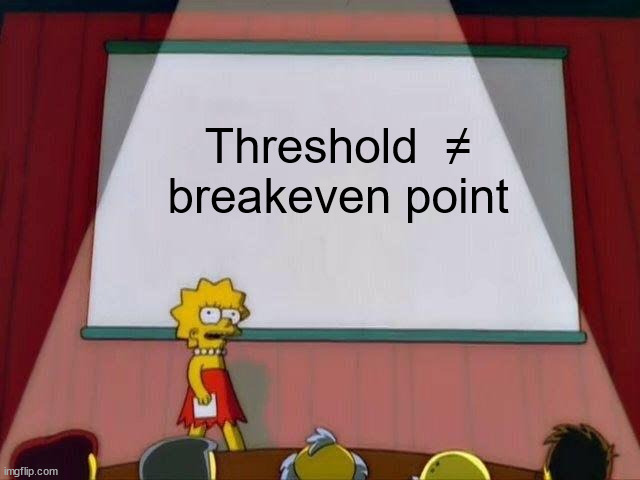 Threshold ≠
breakeven point
imgflip.com